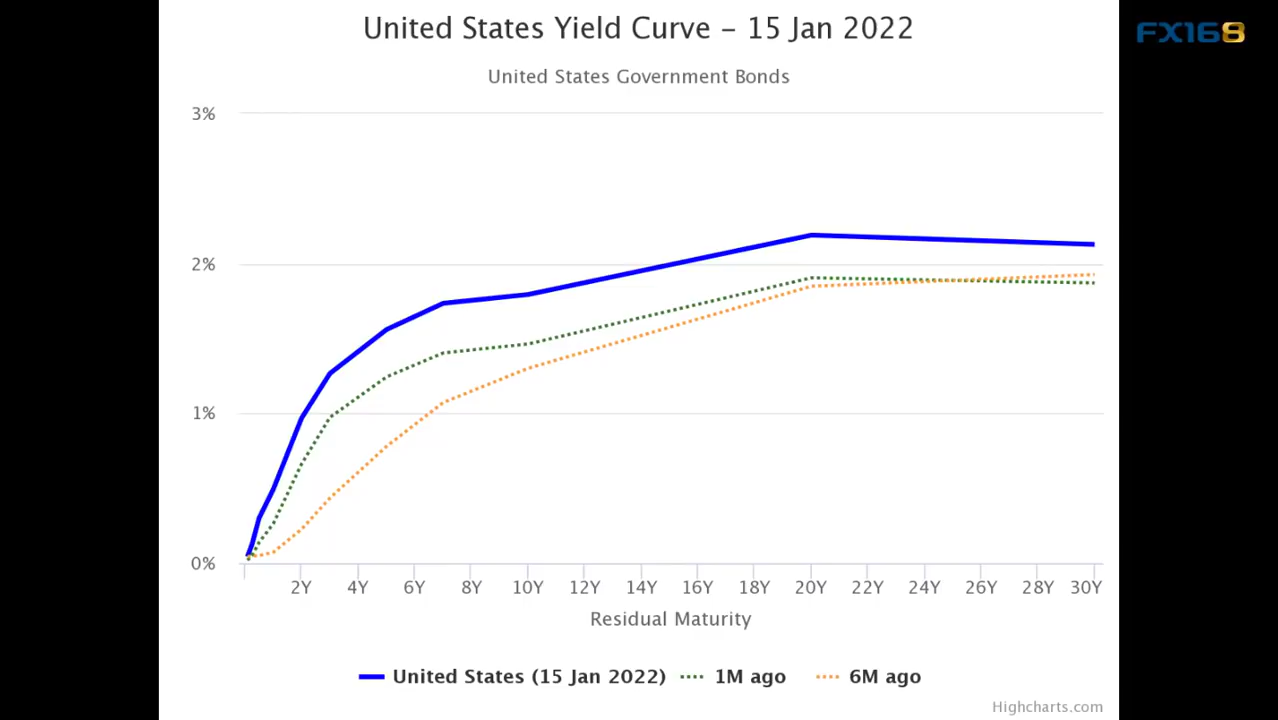 United States Yield Curve – 15 Jan 2022
FX168
United States Government Bonds
3%
2%
1%
0%
2Y 4Y 6Y 8Y 10Y 12Y 14Y 16Y 18Y 20Y 22Y 24Y 26Y 28Y 30Y
Residual Maturity
United States (15 Jan 2022) 1M ago 6M ago
Highcharts.com